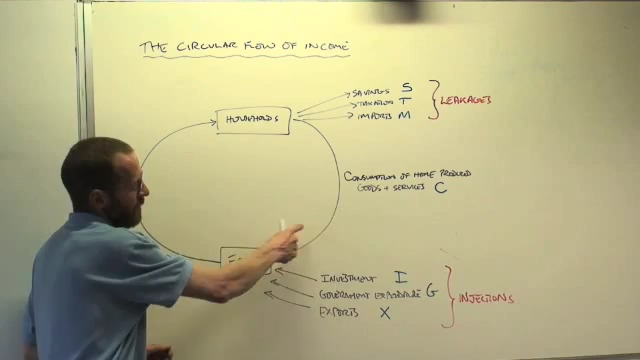 THE CIRCULAR FLOW OF INCOME
SAVINGS S
TAXATION T
IMPORTS M
LEAKAGES
HOUSEHOLDS
CONSUMPTION OF HOME PRODUCED
GOODS + SERVICES C
INVESTMENT I
GOVERNMENT EXPENDITURE G
EXPORTS X
INJECTIONS